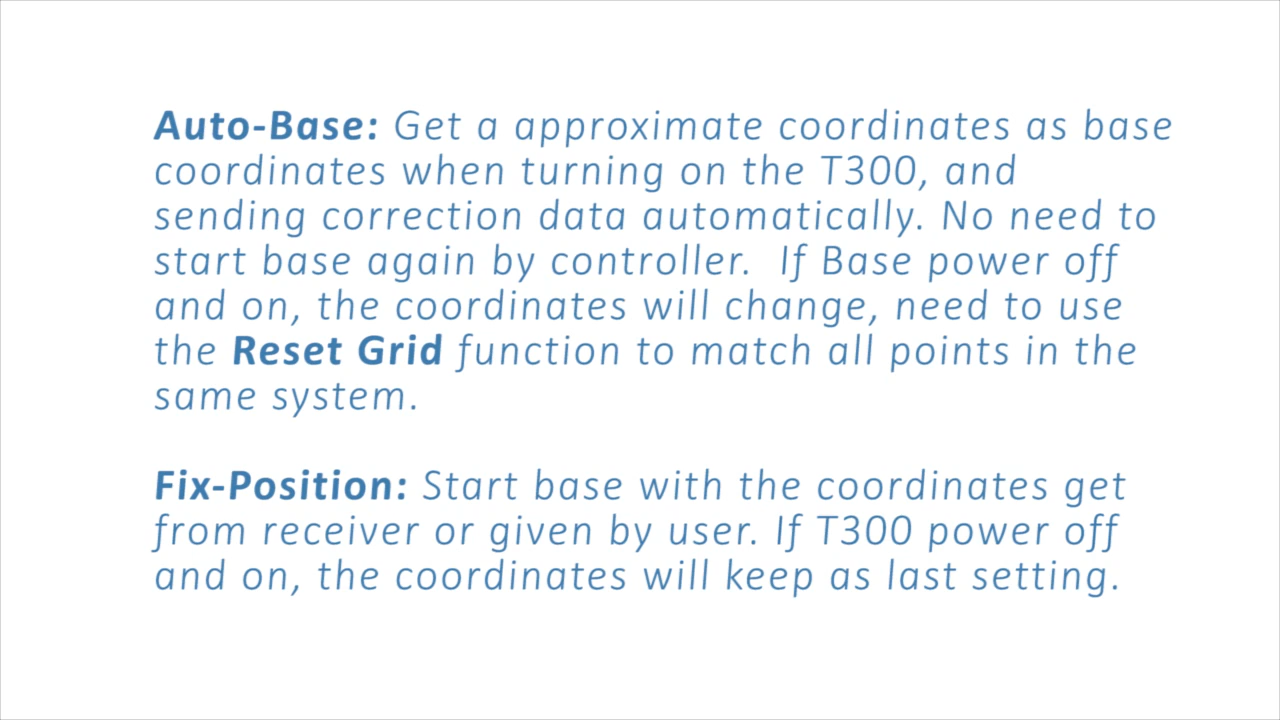 Auto-Base: Get a approximate coordinates as base
coordinates when turning on the T300, and
sending correction data automatically. No need to
start base again by controller.  If Base power off
and on, the coordinates will change, need to use
the Reset Grid function to match all points in the
same system.
Fix-Position: Start base with the coordinates get
from receiver or given by user. If T300 power off
and on, the coordinates will keep as last setting.